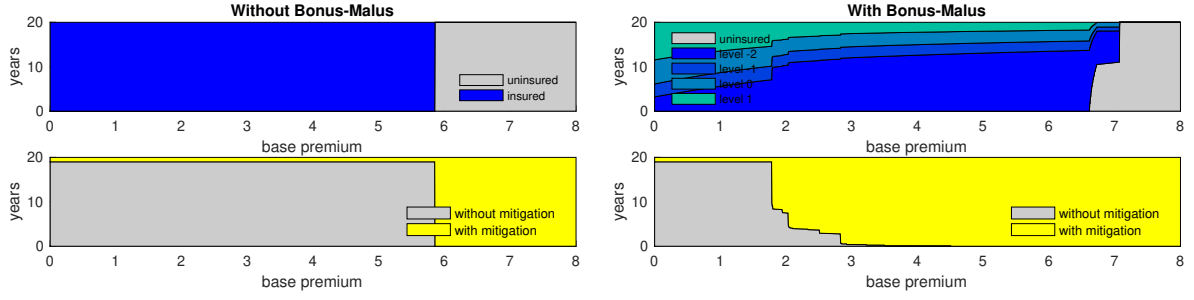 Without Bonus-Malus
20
10
0
years
uninsured
insured
0 1 2 3 4 5 6 7 8
base premium
20
10
0
years
without mitigation
with mitigation
0 1 2 3 4 5 6 7 8
base premium
With Bonus-Malus
20
10
0
years
uninsured
level -2
level -1
level 0
level 1
0 1 2 3 4 5 6 7 8
base premium
20
10
0
years
without mitigation
with mitigation
0 1 2 3 4 5 6 7 8
base premium